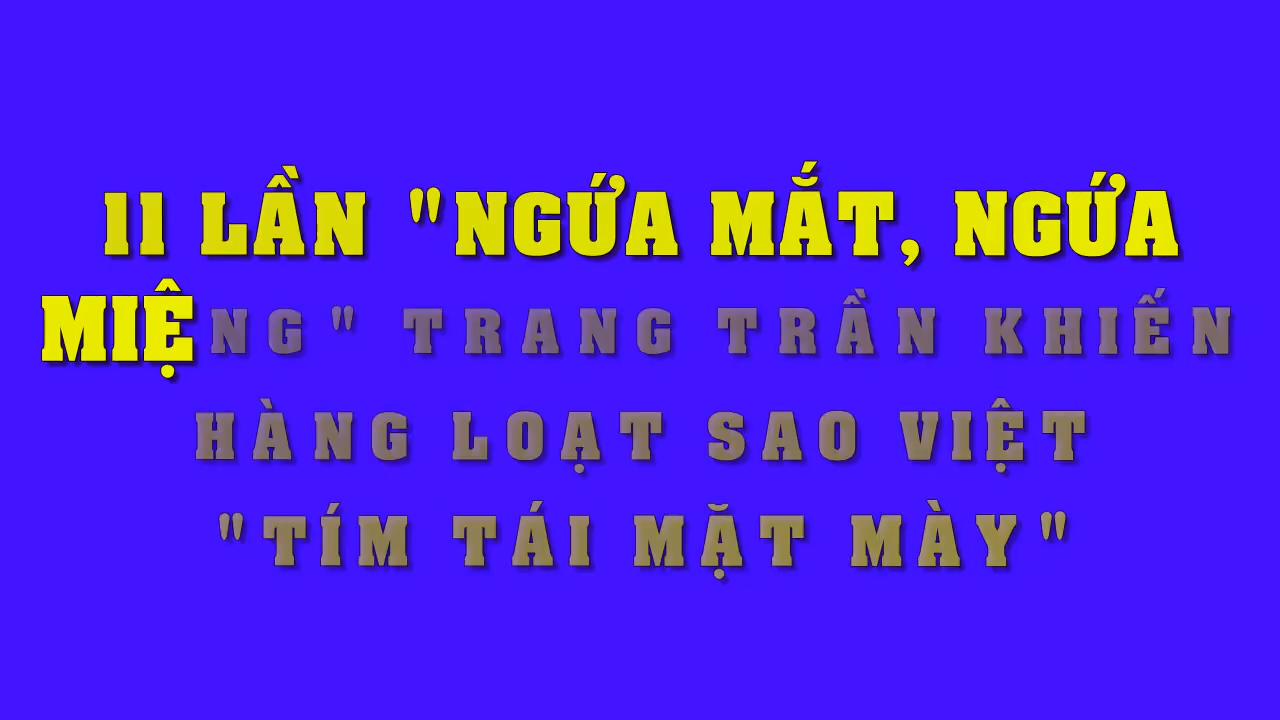 11 LẦN "NGỨA MẮT, NGỨA
MIỆNG" TRANG TRẦN KHIẾN
HÀNG LOẠT SAO VIỆT
"TÍM TÁI MẶT MÀY"